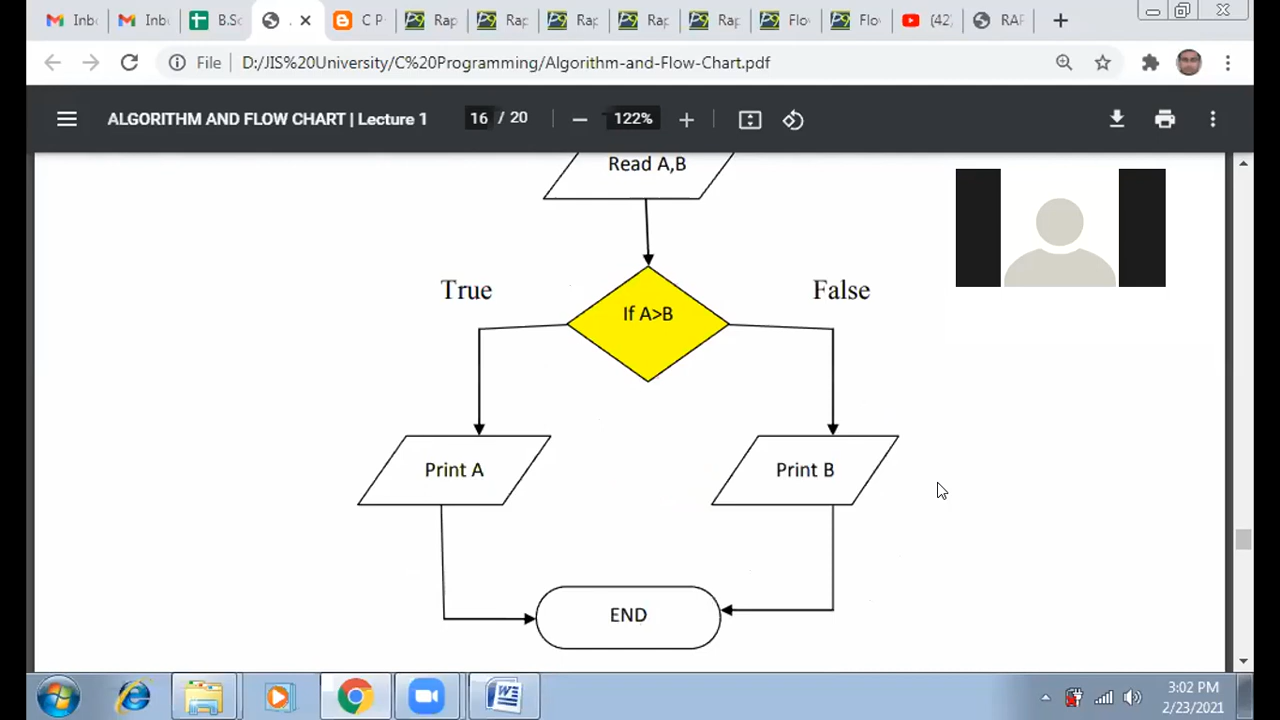 Inb
Inb
B.Sc
C P
Rap
Rap
Rap
Rap
Rap
Flo
Flo
(42)
RAP
File D:/JIS%20University/C%20Programming/Algorithm-and-Flow-Chart.pdf
ALGORITHM AND FLOW CHART | Lecture 1 16 / 20 122%
Read A,B
True False
If A>B
Print A Print B
END
3:02 PM
2/23/2021